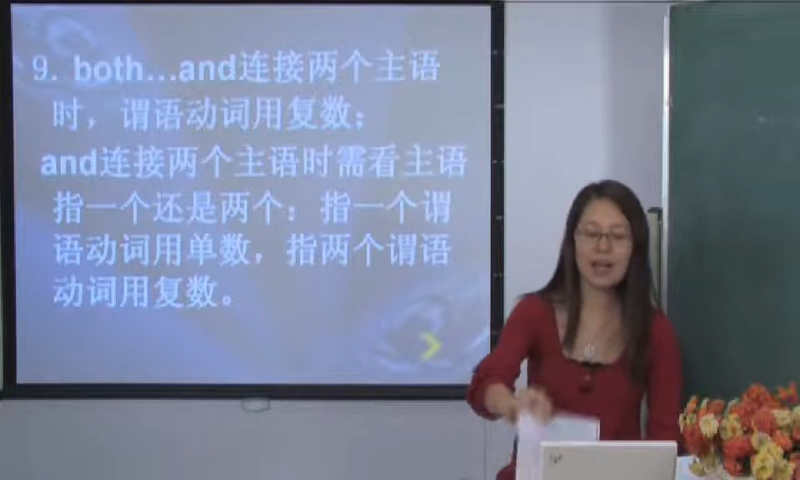 9. both...and连接两个主语
时，谓语动词用复数；
and连接两个主语时需看主语
指一个还是两个：指一个谓
语动词用单数，指两个谓语
动词用复数。